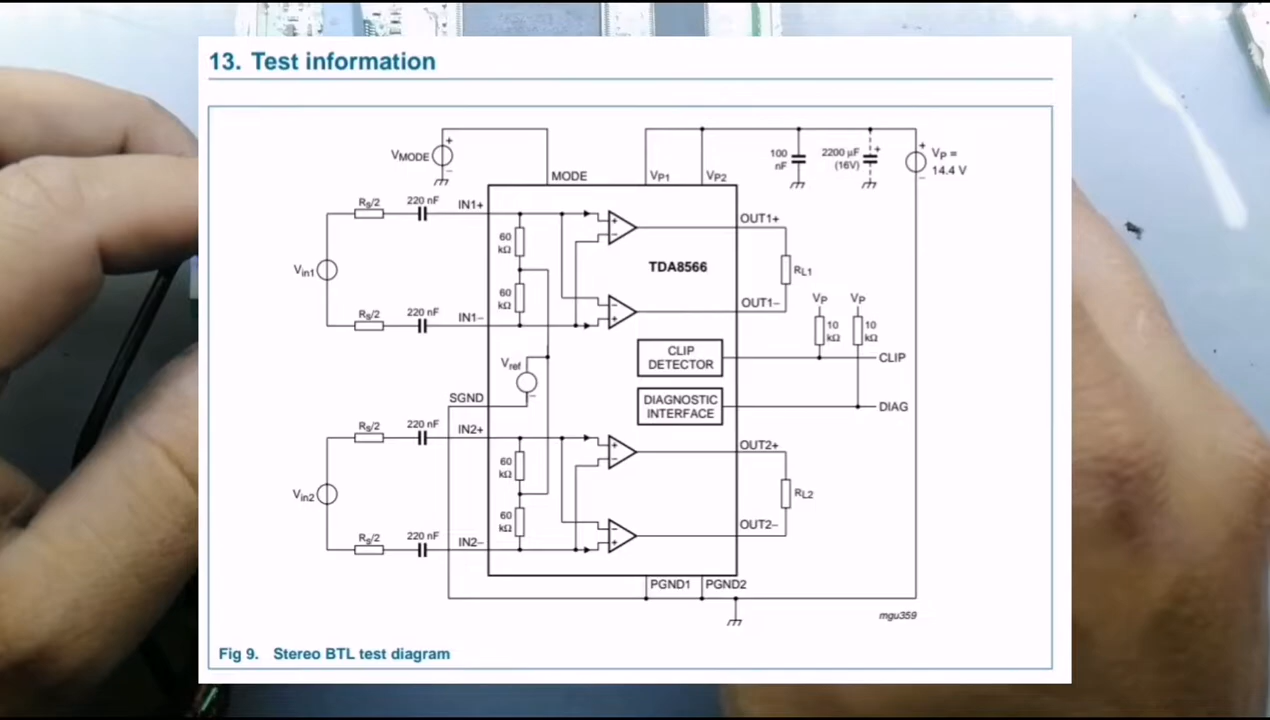 13. Test information
VMODE
MODE
VP1
VP2
100 nF
2200 µF (16V)
VP = 14.4 V
Rs/2
220 nF
IN1+
60 kΩ
OUT1+
TDA8566
Vin1
RL1
60 kΩ
OUT1−
VP
VP
Rs/2
220 nF
IN1−
10 kΩ
10 kΩ
CLIP DETECTOR
CLIP
Vref
SGND
DIAGNOSTIC INTERFACE
DIAG
Rs/2
220 nF
IN2+
OUT2+
60 kΩ
Vin2
RL2
60 kΩ
OUT2−
Rs/2
220 nF
IN2−
PGND1
PGND2
mgu359
Fig 9. Stereo BTL test diagram